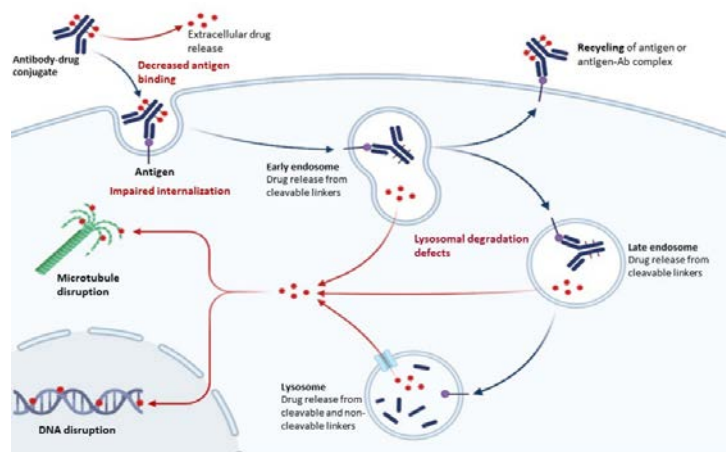 Antibody-drug
conjugate
Extracellular drug
release
Decreased antigen
binding
Recycling of antigen or
antigen-Ab complex
Antigen
Impaired internalization
Early endosome
Drug release from
cleavable linkers
Lysosomal degradation
defects
Late endosome
Drug release from
cleavable linkers
Microtubule
disruption
Lysosome
Drug release from
cleavable and non-
cleavable linkers
DNA disruption